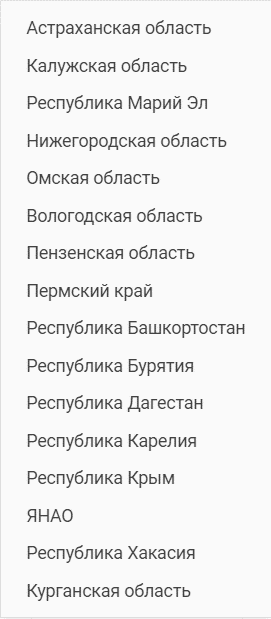 Астраханская область
Калужская область
Республика Марий Эл
Нижегородская область
Омская область
Вологодская область
Пензенская область
Пермский край
Республика Башкортостан
Республика Бурятия
Республика Дагестан
Республика Карелия
Республика Крым
ЯНАО
Республика Хакасия
Курганская область